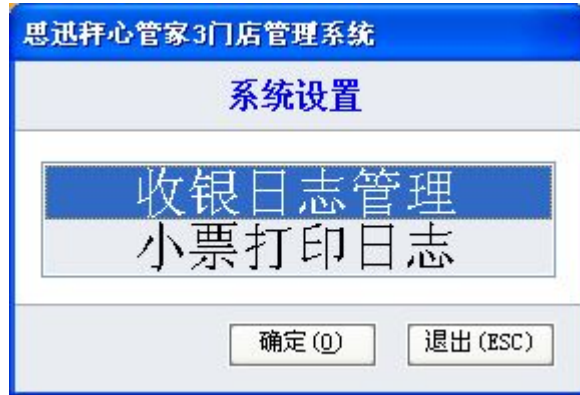 思迅秤心管家3门店管理系统
系统设置
收银日志管理
小票打印日志
确定(O) 退出(ESC)